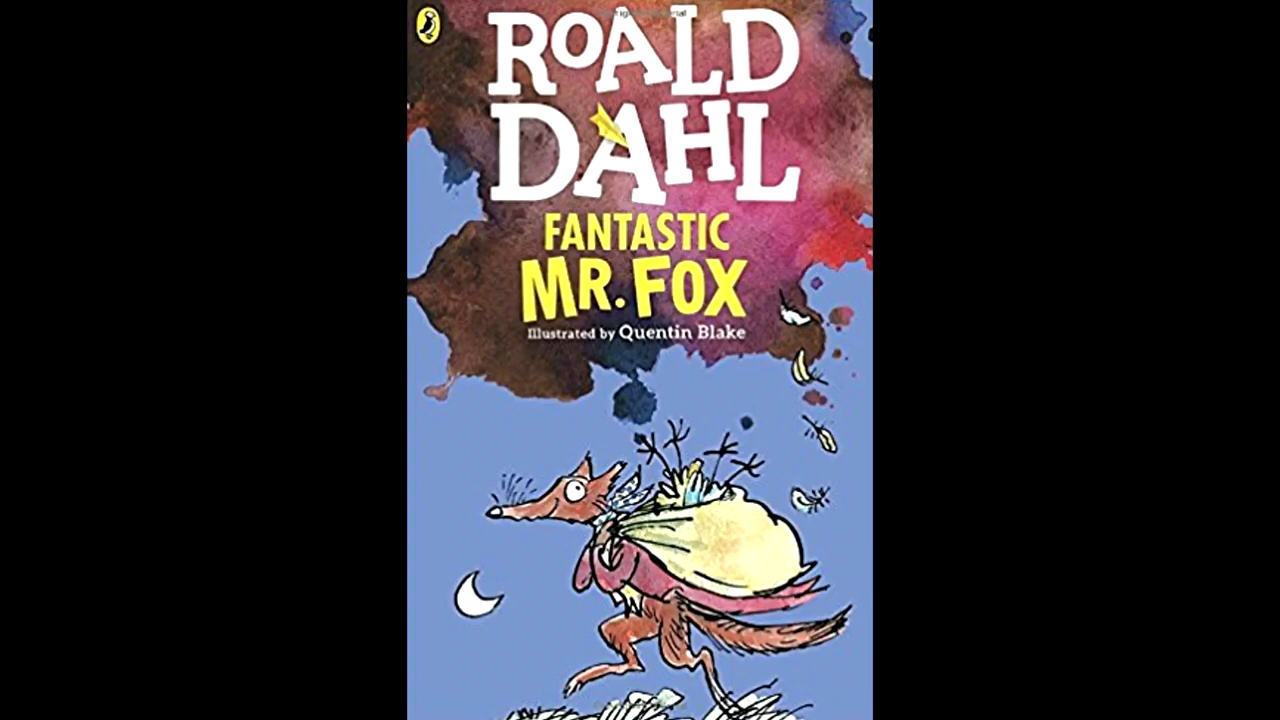 ROALD
DAHL
FANTASTIC
MR. FOX
Illustrated by Quentin Blake